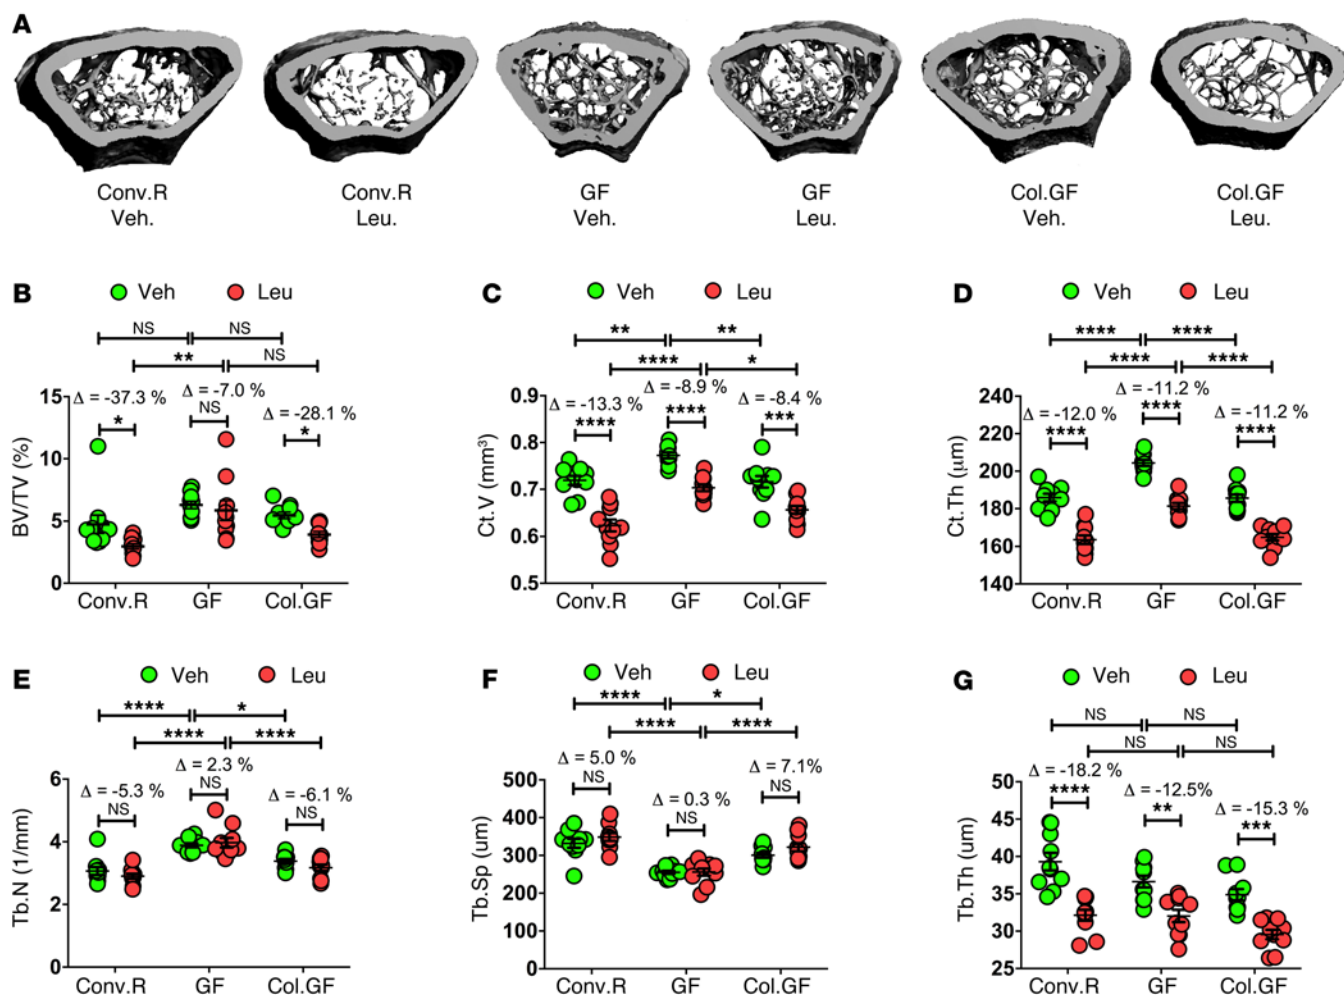 A
Conv.R Conv.R GF GF Col.GF Col.GF
Veh. Leu. Veh. Leu. Veh. Leu.
B Veh Leu
NS NS
** NS
Δ = -37.3 % Δ = -7.0 % Δ = -28.1 %
* NS *
BV/TV (%)
15
10
5
0
Conv.R GF Col.GF
C Veh Leu
** **
**** *
Δ = -13.3 % Δ = -8.9 % Δ = -8.4 %
**** **** ***
Ct.V (mm³)
0.9
0.8
0.7
0.6
0.5
Conv.R GF Col.GF
D Veh Leu
**** ****
**** ****
Δ = -12.0 % Δ = -11.2 % Δ = -11.2 %
**** **** ****
Ct.Th (μm)
240
220
200
180
160
140
Conv.R GF Col.GF
E Veh Leu
**** *
**** ****
Δ = -5.3 % Δ = 2.3 % Δ = -6.1 %
NS NS NS
Tb.N (1/mm)
6
4
2
0
Conv.R GF Col.GF
F Veh Leu
**** *
**** ****
Δ = 5.0 % Δ = 0.3 % Δ = 7.1%
NS NS NS
Tb.Sp (um)
500
400
300
200
100
0
Conv.R GF Col.GF
G Veh Leu
NS NS
NS NS
Δ = -18.2 % Δ = -12.5% Δ = -15.3 %
**** ** ***
Tb.Th (um)
50
45
40
35
30
25
Conv.R GF Col.GF